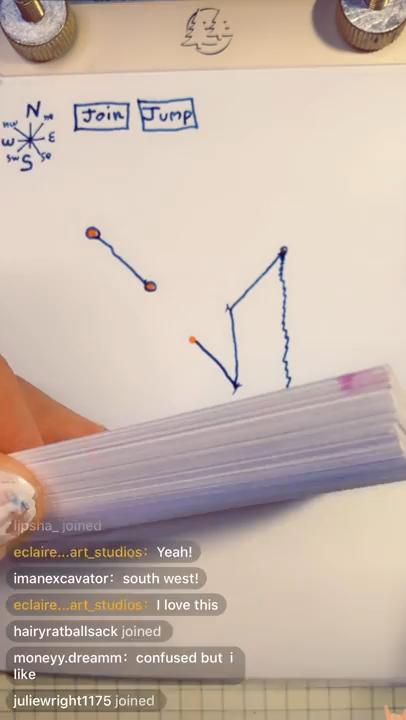 N
nw
ne
W
E
sw
S
se
Join
Jump
lipsha_ joined
eclaire...art_studios: Yeah!
imanexcavator: south west!
eclaire...art_studios: I love this
hairyratballsack joined
moneyy.dreamm: confused but i
like
juliewright1175 joined